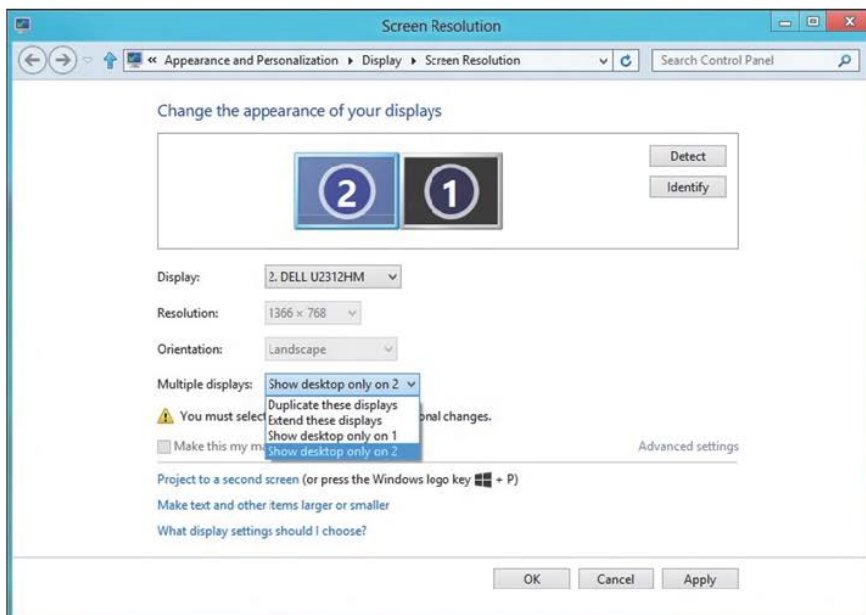 Screen Resolution
« Appearance and Personalization ▸ Display ▸ Screen Resolution
Search Control Panel
Change the appearance of your displays
2
1
Detect
Identify
Display: 2. DELL U2312HM
Resolution: 1366 × 768
Orientation: Landscape
Multiple displays: Show desktop only on 2
Duplicate these displays
You must select onal changes.
Extend these displays
Show desktop only on 1
Make this my ma Advanced settings
Show desktop only on 2
Project to a second screen (or press the Windows logo key + P)
Make text and other items larger or smaller
What display settings should I choose?
OK Cancel Apply